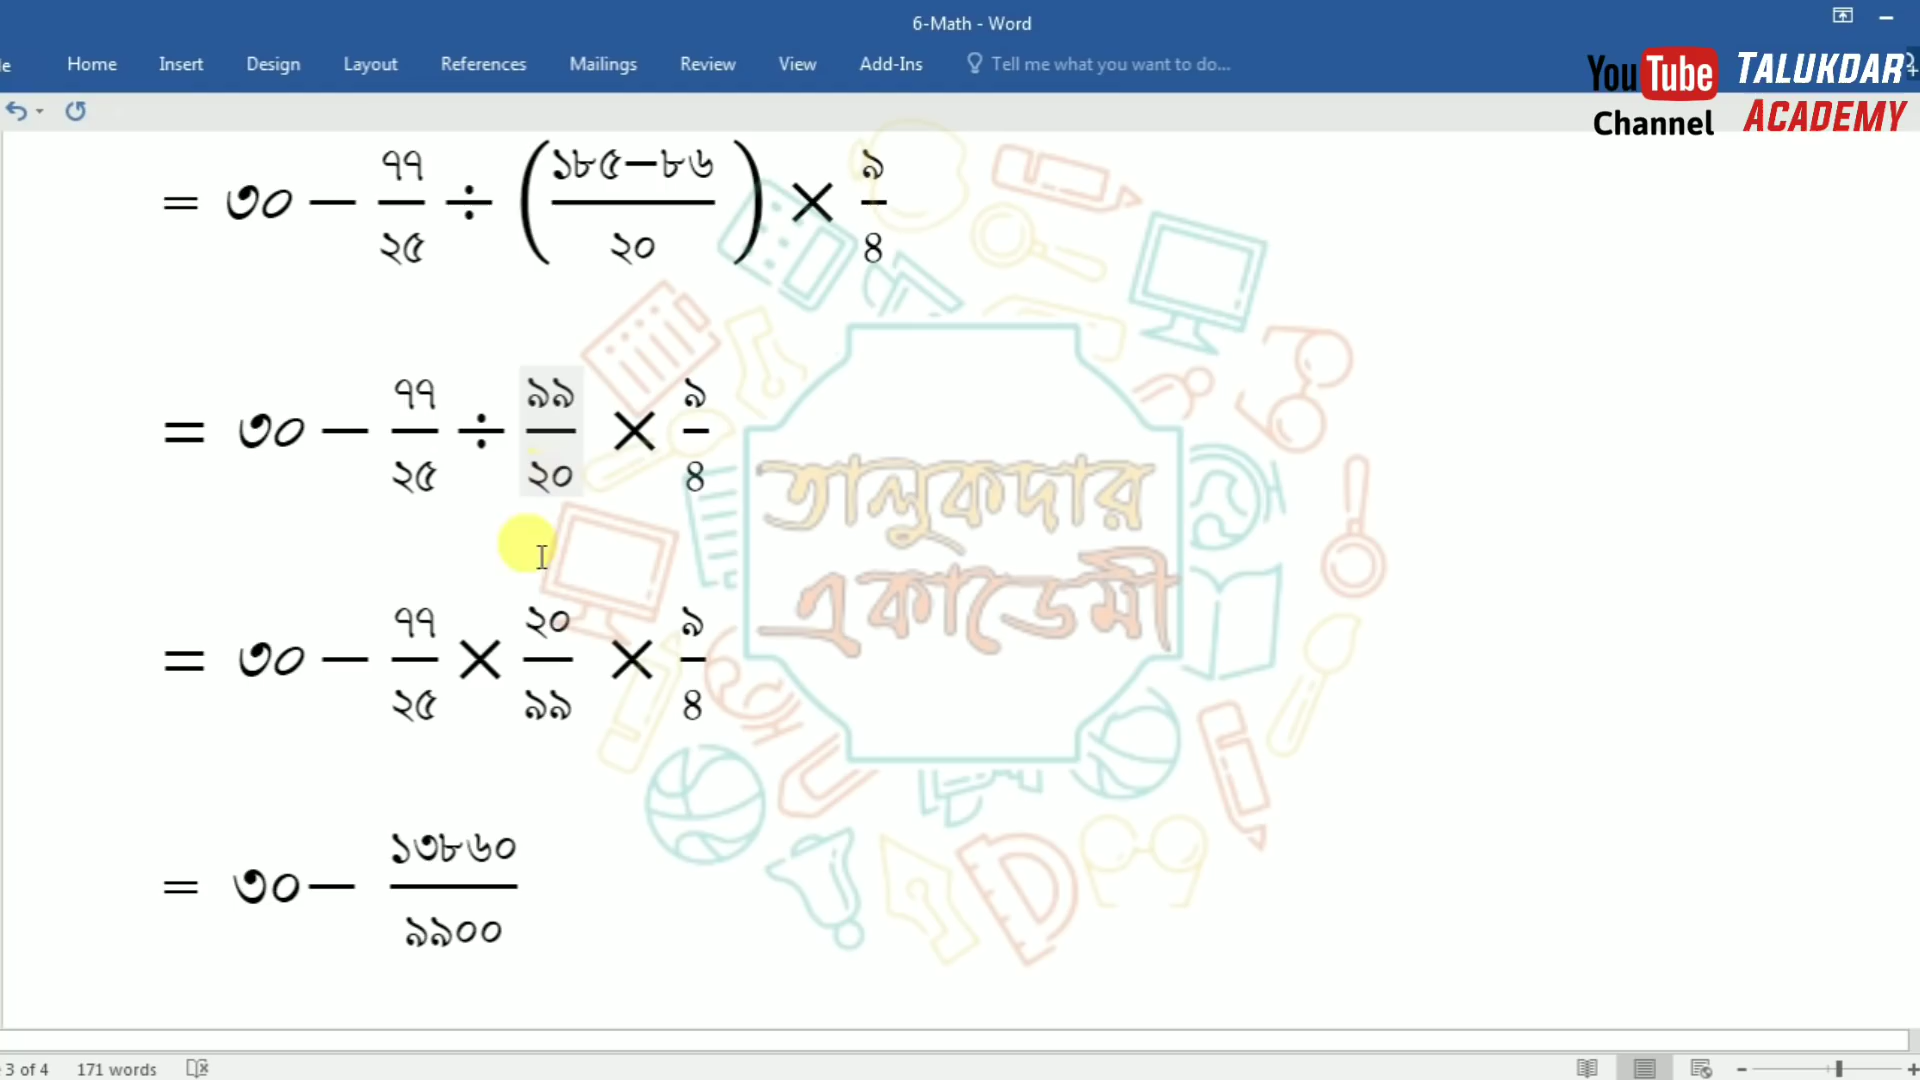 6-Math - Word
Home Insert Design Layout References Mailings Review View Add-Ins Tell me what you want to do...
YouTube Channel
TALUKDAR ACADEMY
= ৩০ − ৭৭/২৫ ÷ (১৮৫−৮৬/২০) × ৯/৪
= ৩০ − ৭৭/২৫ ÷ ৯৯/২০ × ৯/৪
= ৩০ − ৭৭/২৫ × ২০/৯৯ × ৯/৪
= ৩০− ১৩৮৬০/৯৯০০
তালুকদার
একাডেমী
3 of 4 171 words